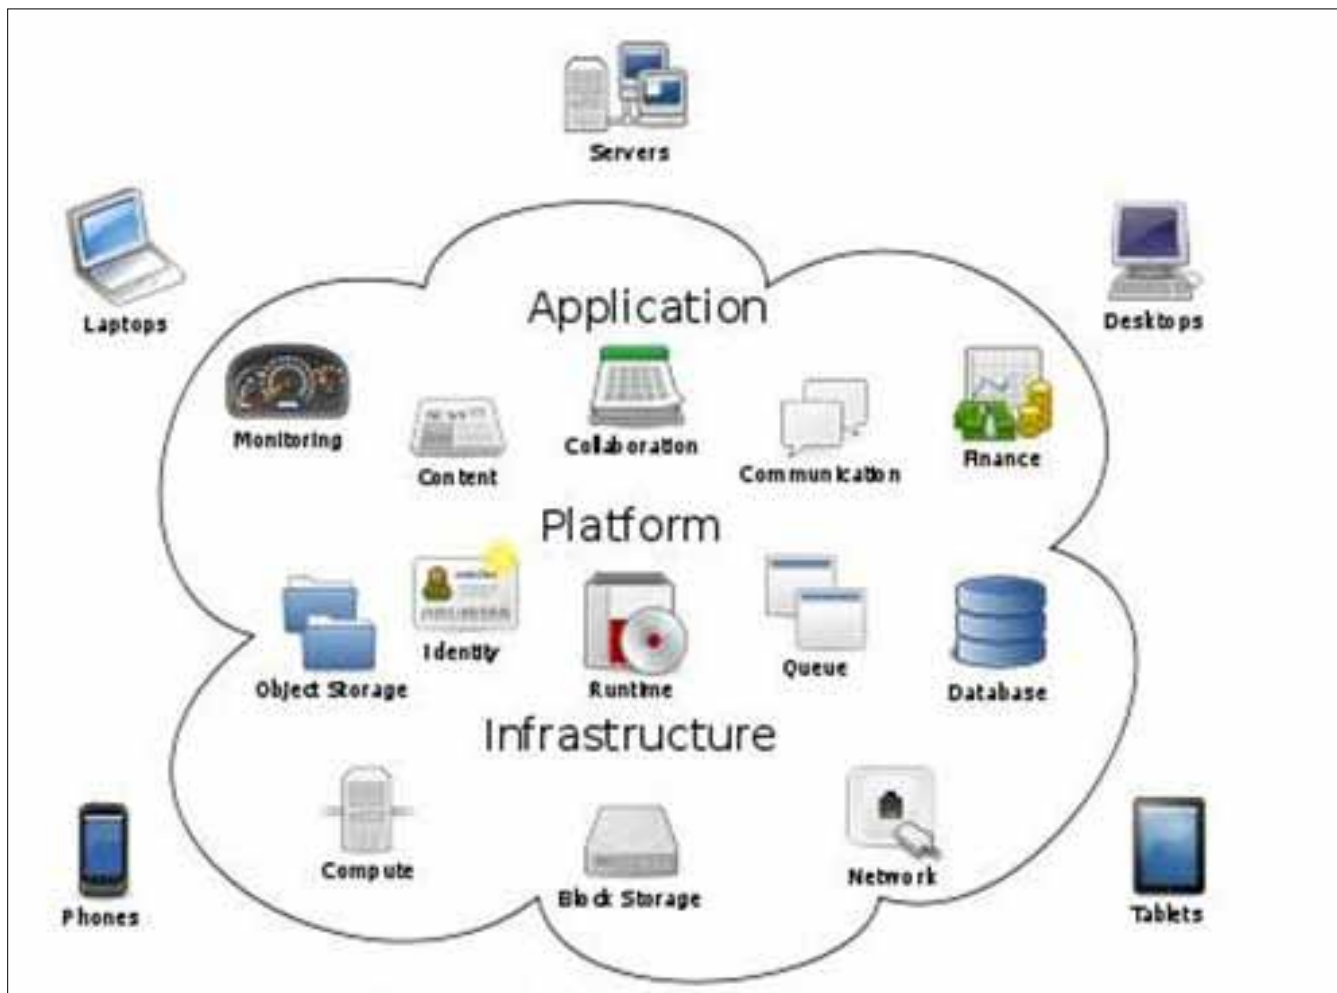 Servers
Laptops
Desktops
Application
Monitoring
Content
Collaboration
Communication
Finance
Platform
Object Storage
Identity
Runtime
Queue
Database
Infrastructure
Compute
Block Storage
Network
Phones
Tablets